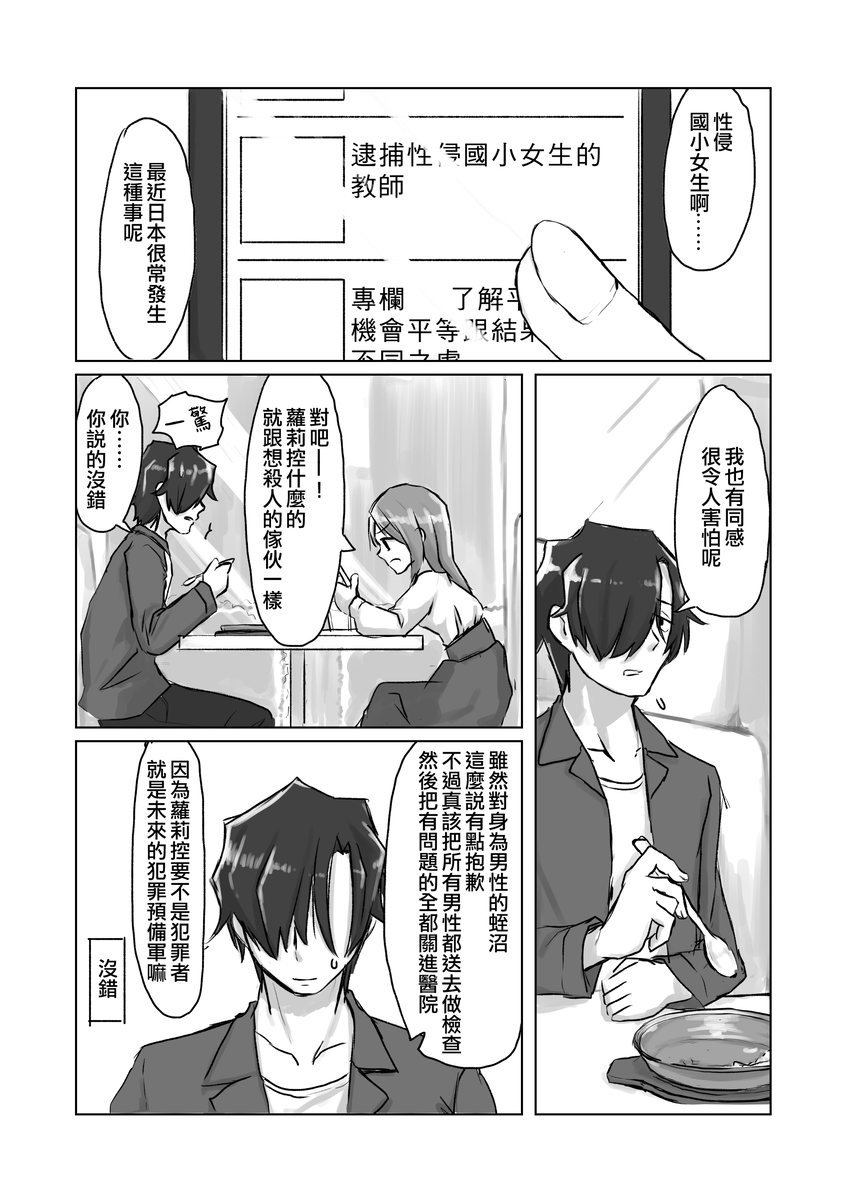 性侵
國小女生啊……
逮捕性侵國小女生的
教師
專欄　　了解平
機會平等跟結果
不同之處
最近日本很常發生
這種事呢
我也有同感
很令人害怕呢
對吧——！
蘿莉控什麼的
就跟想殺人的傢伙一樣
一驚
你……
你說的沒錯
雖然對身為男性的蛭沼
這麼說有點抱歉
不過真該把所有男性都送去做檢查
然後把有問題的全都關進醫院
因為蘿莉控要不是犯罪者
就是未來的犯罪預備軍嘛
沒錯